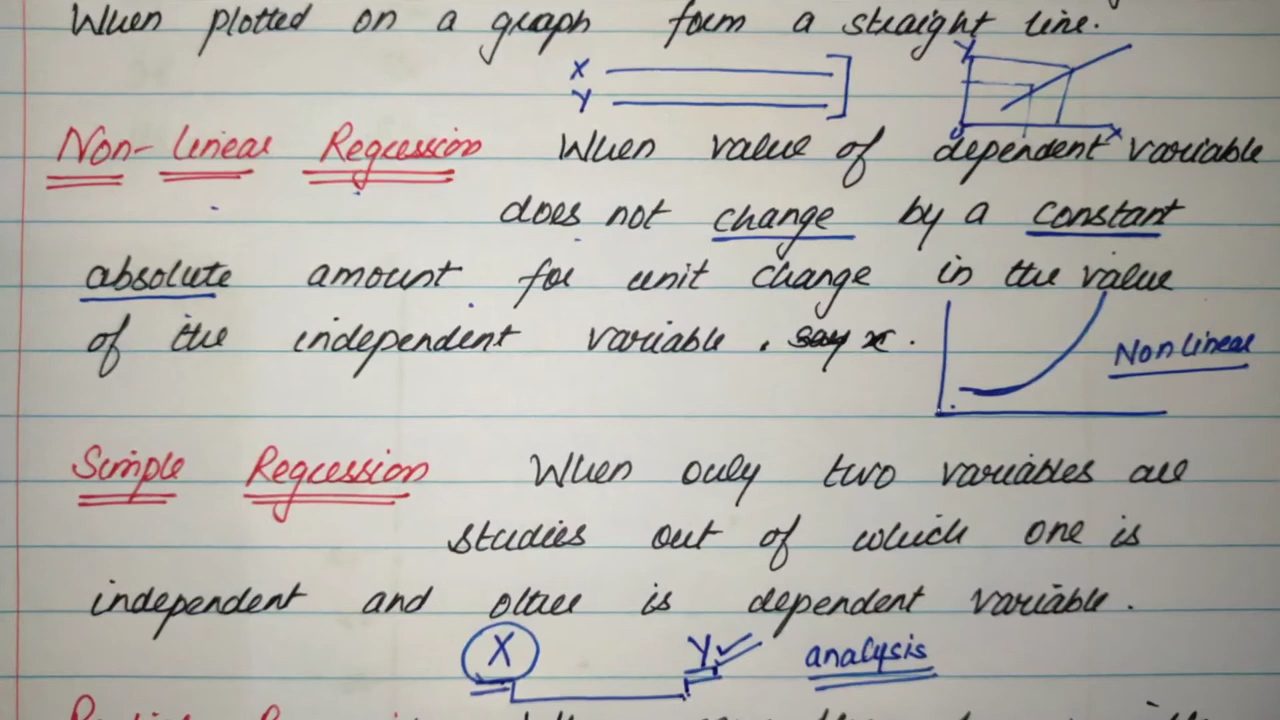 When plotted on a graph form a straight line.
X
Y
Y
X
Non-linear Regression When value of dependent variable
does not change by a constant
absolute amount for unit change in the value
of the independent variable. say x.
Non linear
Simple Regression When only two variables are
studies out of which one is
independent and other is dependent variable.
X Y analysis